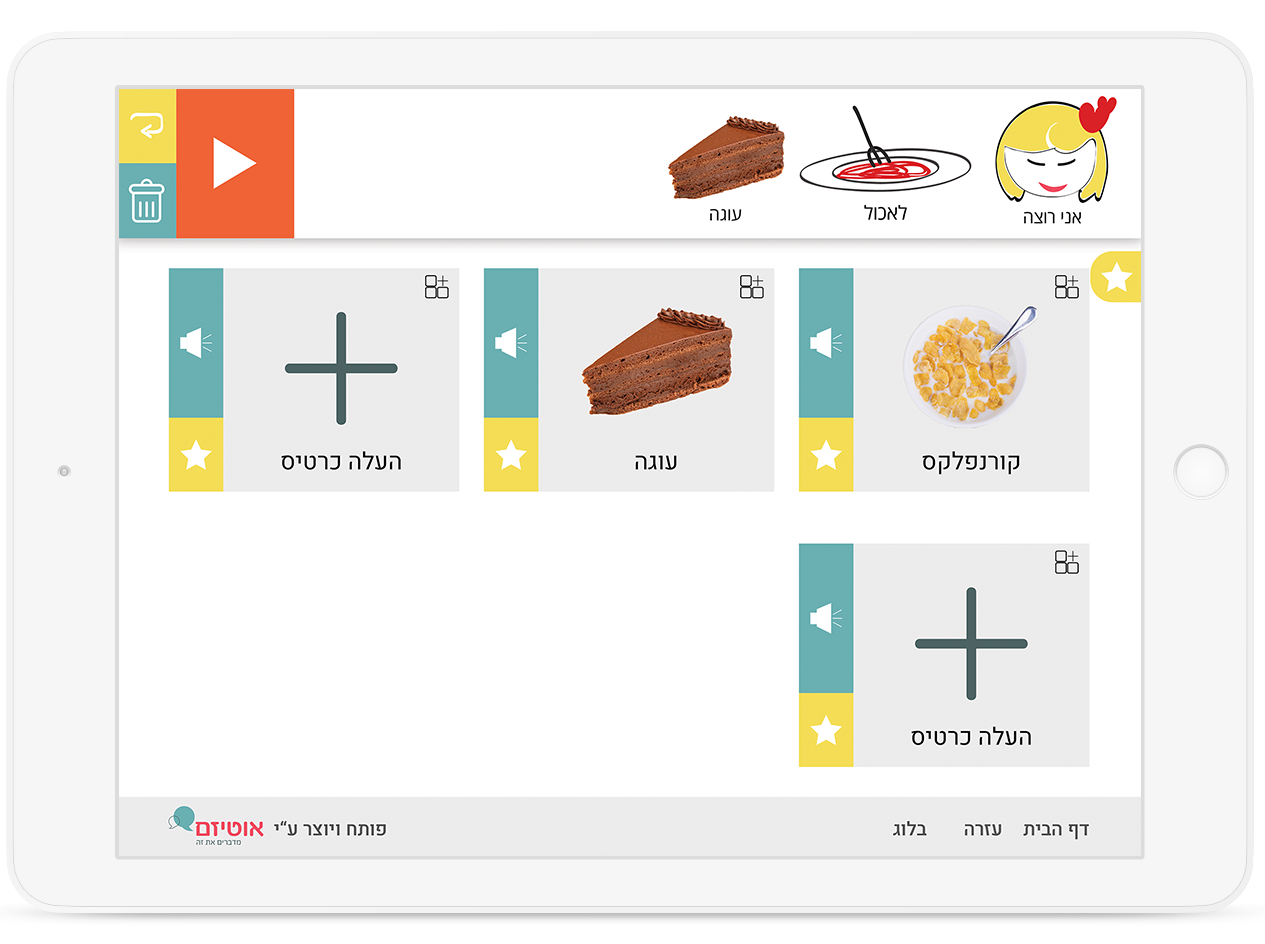 אני רוצה
לאכול
עוגה
קורנפלקס
עוגה
העלה כרטיס
העלה כרטיס
דף הבית
עזרה
בלוג
פותח ויוצר ע"י
אוטיזם
מדברים את זה